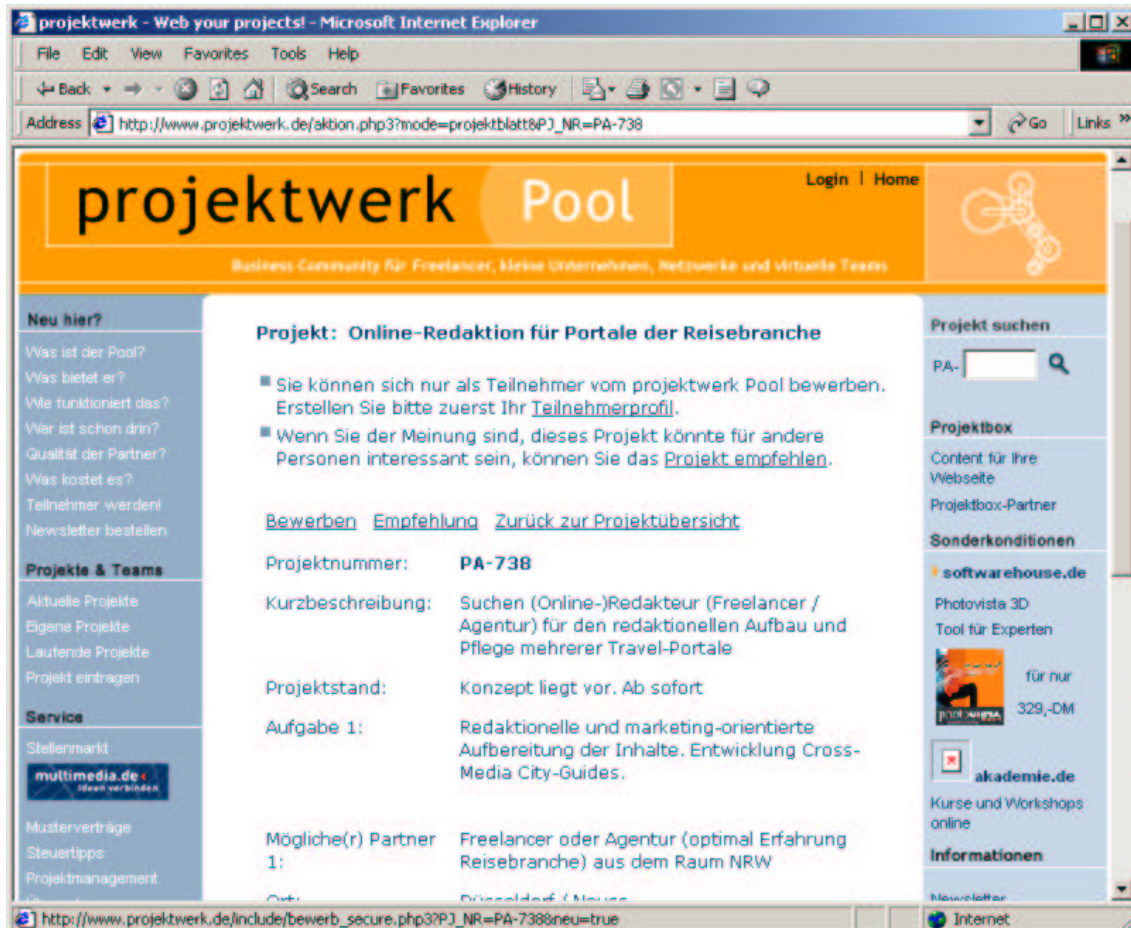 projektwerk - Web your projects! - Microsoft Internet Explorer
File Edit View Favorites Tools Help
Back Search Favorites History
Address http://www.projektwerk.de/aktion.php3?mode=projektblatt&PJ_NR=PA-738 Go Links »
projektwerk Pool
Login | Home
Business Community für Freelancer, kleine Unternehmen, Netzwerke und virtuelle Teams
Neu hier?
Was ist der Pool?
Was bietet er?
Wie funktioniert das?
Wer ist schon drin?
Qualität der Partner?
Was kostet es?
Teilnehmer werden!
Newsletter bestellen
Projekte & Teams
Aktuelle Projekte
Eigene Projekte
Laufende Projekte
Projekt eintragen
Service
Stellenmarkt
multimedia.de
Ideen verbinden
Musterverträge
Steuertipps
Projektmanagement
Projekt: Online-Redaktion für Portale der Reisebranche
Sie können sich nur als Teilnehmer vom projektwerk Pool bewerben.
Erstellen Sie bitte zuerst Ihr Teilnehmerprofil.
Wenn Sie der Meinung sind, dieses Projekt könnte für andere
Personen interessant sein, können Sie das Projekt empfehlen.
Bewerben Empfehlung Zurück zur Projektübersicht
Projektnummer: PA-738
Kurzbeschreibung: Suchen (Online-)Redakteur (Freelancer /
Agentur) für den redaktionellen Aufbau und
Pflege mehrerer Travel-Portale
Projektstand: Konzept liegt vor. Ab sofort
Aufgabe 1: Redaktionelle und marketing-orientierte
Aufbereitung der Inhalte. Entwicklung Cross-
Media City-Guides.
Mögliche(r) Partner 1: Freelancer oder Agentur (optimal Erfahrung
Reisebranche) aus dem Raum NRW
Ort: Düsseldorf / Neuss
Projekt suchen
PA-
Projektbox
Content für Ihre
Webseite
Projektbox-Partner
Sonderkonditionen
softwarehouse.de
Photovista 3D
Tool für Experten
für nur
329,-DM
akademie.de
Kurse und Workshops
online
Informationen
Newsletter
http://www.projektwerk.de/include/bewerb_secure.php3?PJ_NR=PA-738&neu=true
Internet